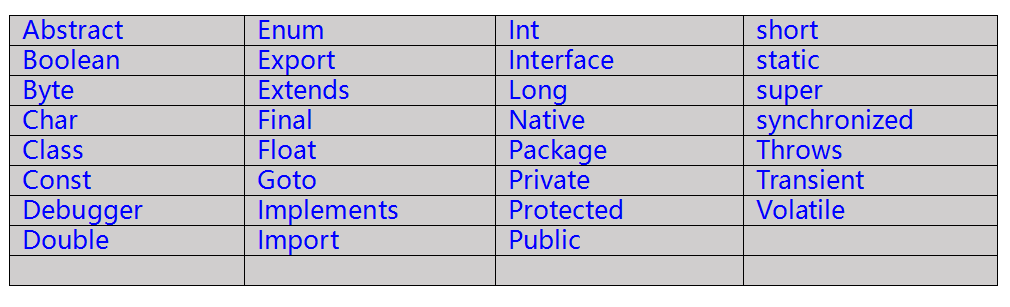 Abstract Enum Int short
Boolean Export Interface static
Byte Extends Long super
Char Final Native synchronized
Class Float Package Throws
Const Goto Private Transient
Debugger Implements Protected Volatile
Double Import Public